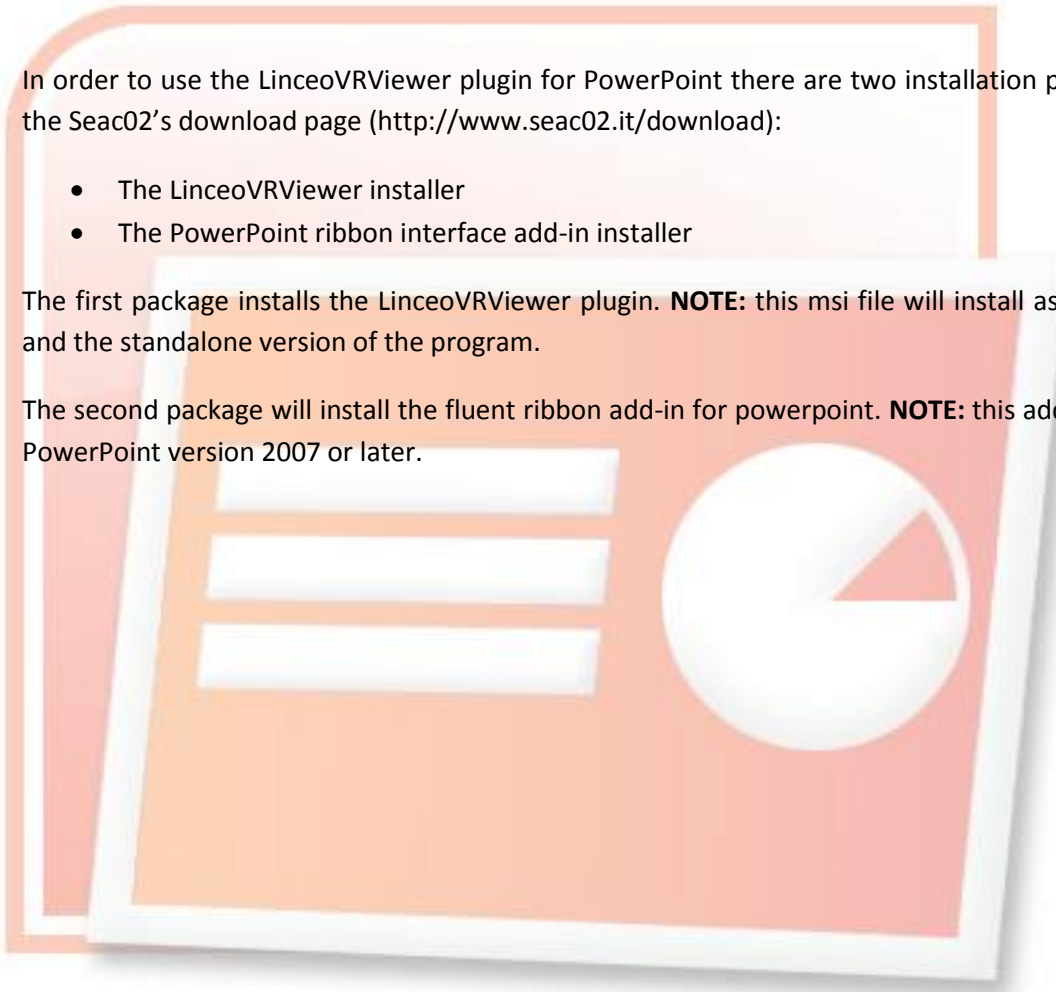 In order to use the LinceoVRViewer plugin for PowerPoint there are two installation p
the Seac02’s download page (http://www.seac02.it/download):
• The LinceoVRViewer installer
• The PowerPoint ribbon interface add-in installer
The first package installs the LinceoVRViewer plugin. NOTE: this msi file will install as
and the standalone version of the program.
The second package will install the fluent ribbon add-in for powerpoint. NOTE: this add
PowerPoint version 2007 or later.